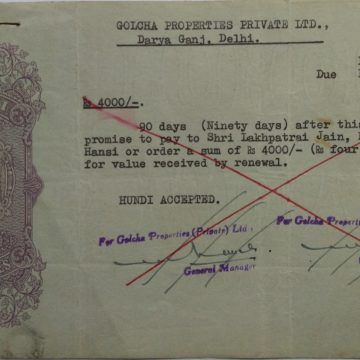 GOLCHA PROPERTIES PRIVATE LTD.,
Darya Ganj, Delhi.
Due
Rs 4000/-.
90 days (Ninety days) after this
promise to pay to Shri Lakhpatrai Jain,
Hansi or order a sum of Rs 4000/- (Rs four
for value received by renewal.
HUNDI ACCEPTED.
For Golcha Properties (Private) Ltd.
For Golcha Propert
General Manager